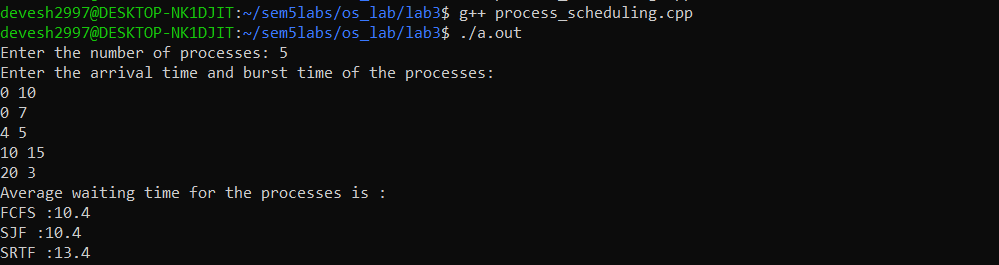 devesh2997@DESKTOP-NK1DJIT:~/sem5labs/os_lab/lab3$ g++ process_scheduling.cpp
devesh2997@DESKTOP-NK1DJIT:~/sem5labs/os_lab/lab3$ ./a.out
Enter the number of processes: 5
Enter the arrival time and burst time of the processes:
0 10
0 7
4 5
10 15
20 3
Average waiting time for the processes is :
FCFS :10.4
SJF :10.4
SRTF :13.4